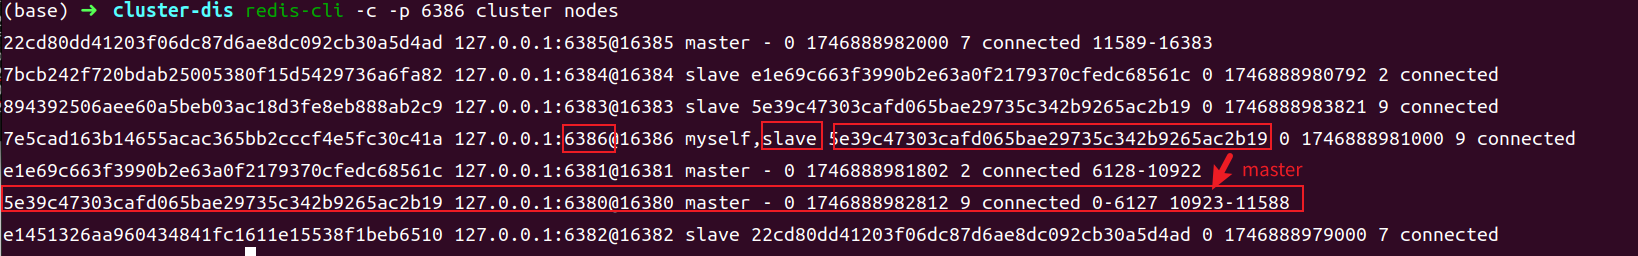 (base) ➜ cluster-dis redis-cli -c -p 6386 cluster nodes
22cd80dd41203f06dc87d6ae8dc092cb30a5d4ad 127.0.0.1:6385@16385 master - 0 1746888982000 7 connected 11589-16383
7bcb242f720bdab25005380f15d5429736a6fa82 127.0.0.1:6384@16384 slave e1e69c663f3990b2e63a0f2179370cfedc68561c 0 1746888980792 2 connected
894392506aee60a5beb03ac18d3fe8eb888ab2c9 127.0.0.1:6383@16383 slave 5e39c47303cafd065bae29735c342b9265ac2b19 0 1746888983821 9 connected
7e5cad163b14655acac365bb2cccf4e5fc30c41a 127.0.0.1:6386@16386 myself,slave 5e39c47303cafd065bae29735c342b9265ac2b19 0 1746888981000 9 connected
e1e69c663f3990b2e63a0f2179370cfedc68561c 127.0.0.1:6381@16381 master - 0 1746888981802 2 connected 6128-10922
master
5e39c47303cafd065bae29735c342b9265ac2b19 127.0.0.1:6380@16380 master - 0 1746888982812 9 connected 0-6127 10923-11588
e1451326aa960434841fc1611e15538f1beb6510 127.0.0.1:6382@16382 slave 22cd80dd41203f06dc87d6ae8dc092cb30a5d4ad 0 1746888979000 7 connected